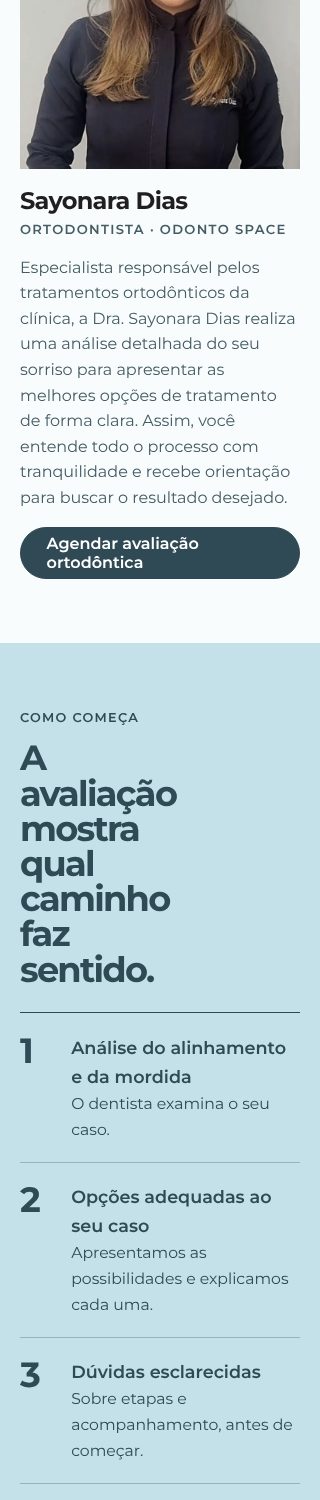 Sayonara Dias
ORTODONTISTA · ODONTO SPACE
Especialista responsável pelos
tratamentos ortodônticos da
clínica, a Dra. Sayonara Dias realiza
uma análise detalhada do seu
sorriso para apresentar as
melhores opções de tratamento
de forma clara. Assim, você
entende todo o processo com
tranquilidade e recebe orientação
para buscar o resultado desejado.
Agendar avaliação
ortodôntica
COMO COMEÇA
A
avaliação
mostra
qual
caminho
faz
sentido.
1
Análise do alinhamento
e da mordida
O dentista examina o seu
caso.
2
Opções adequadas ao
seu caso
Apresentamos as
possibilidades e explicamos
cada uma.
3
Dúvidas esclarecidas
Sobre etapas e
acompanhamento, antes de
começar.